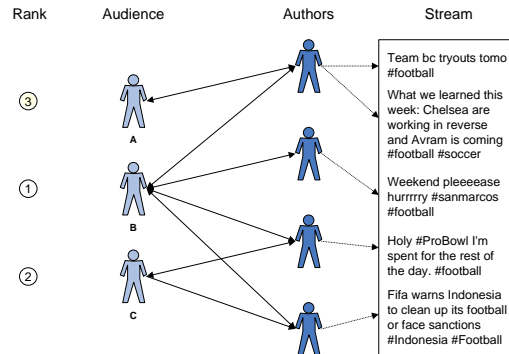 Rank Audience Authors Stream
Team bc tryouts tomo
#football
3
What we learned this
week: Chelsea are
working in reverse
and Avram is coming
#football #soccer
A
1
Weekend pleeeease
hurrrrry #sanmarcos
#football
B
Holy #ProBowl I'm
spent for the rest of
the day. #football
2
Fifa warns Indonesia
to clean up its football
or face sanctions
#Indonesia #Football
C